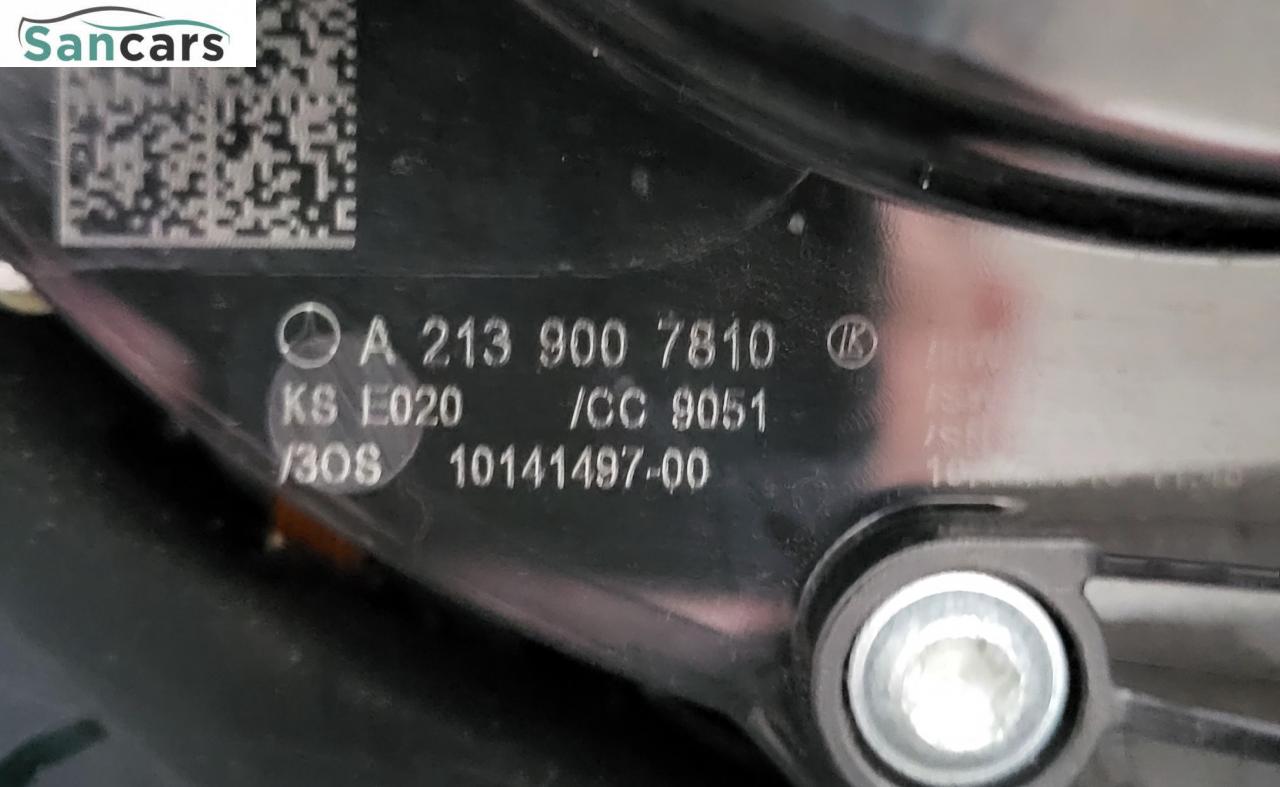 Sancars
A 213 900 7810 K
KS E020 /CC 9051
/3OS 10141497-00